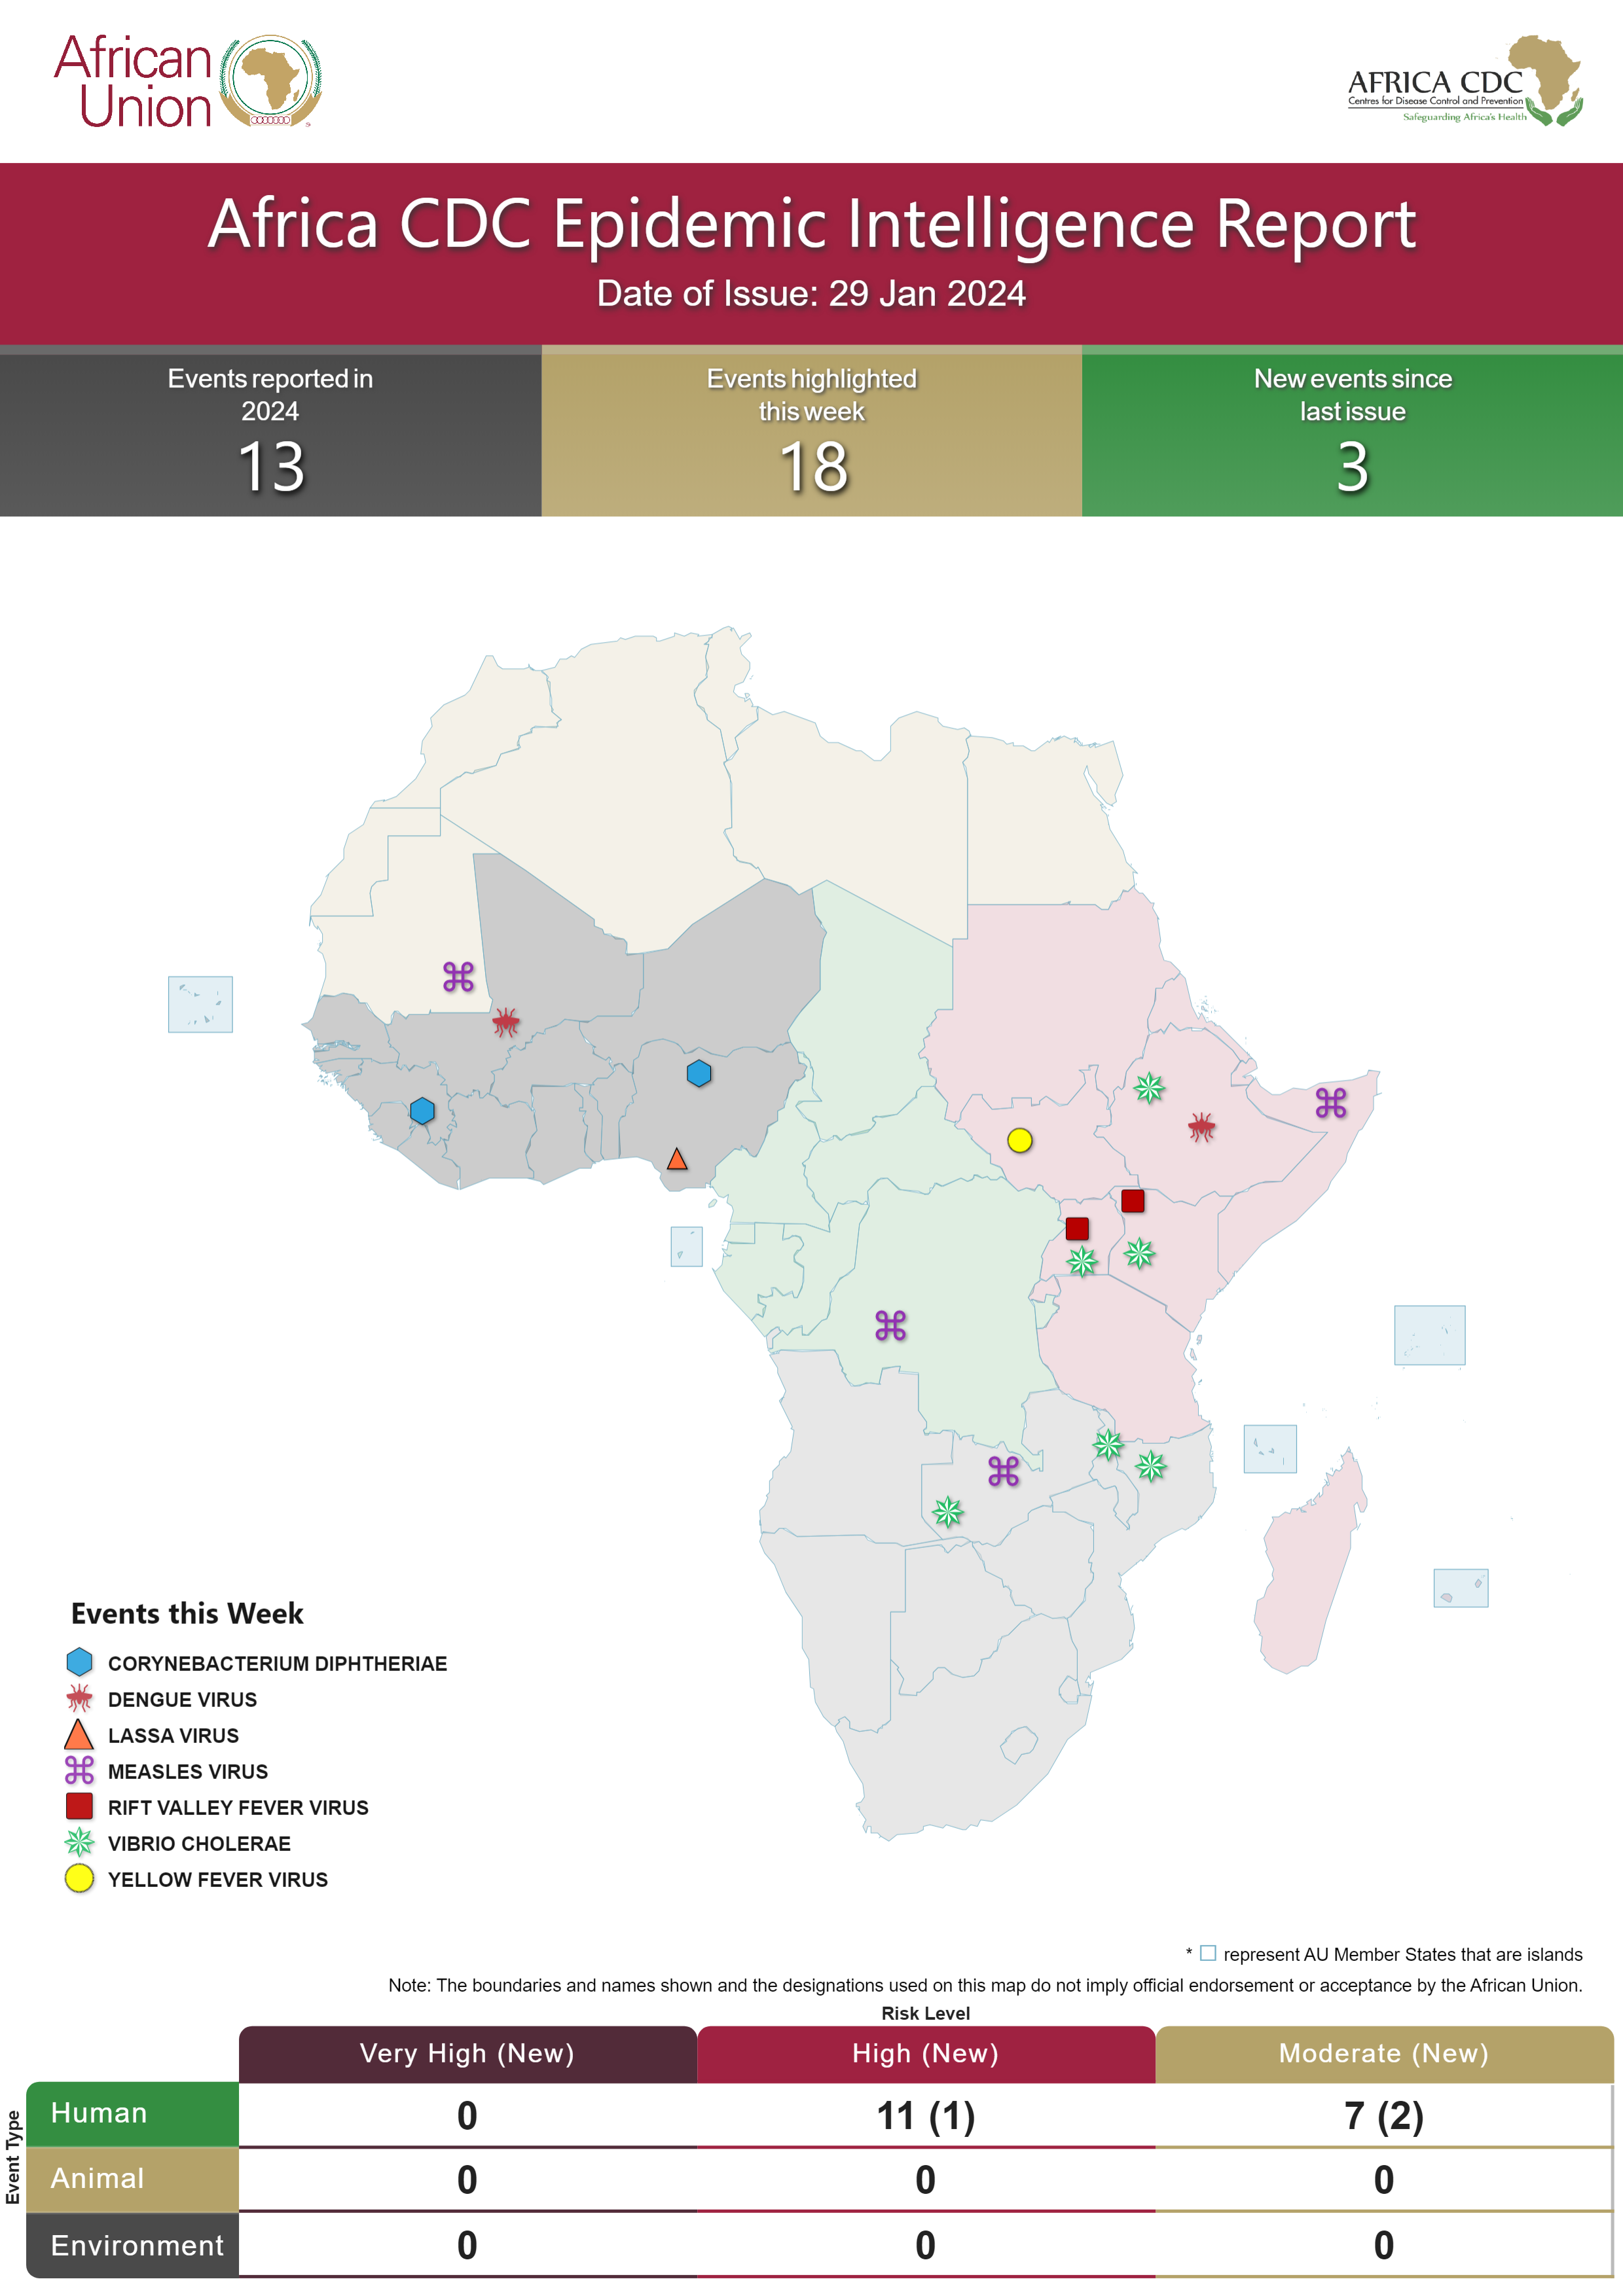 African
Union
AFRICA CDC
Centres for Disease Control and Prevention
Safeguarding Africa's Health
Africa CDC Epidemic Intelligence Report
Date of Issue: 29 Jan 2024
Events reported in
2024
13
Events highlighted
this week
18
New events since
last issue
3
Events this Week
CORYNEBACTERIUM DIPHTHERIAE
DENGUE VIRUS
LASSA VIRUS
MEASLES VIRUS
RIFT VALLEY FEVER VIRUS
VIBRIO CHOLERAE
YELLOW FEVER VIRUS
* represent AU Member States that are islands
Note: The boundaries and names shown and the designations used on this map do not imply official endorsement or acceptance by the African Union.
Risk Level
Very High (New) High (New) Moderate (New)
Event Type
Human 0 11 (1) 7 (2)
Animal 0 0 0
Environment 0 0 0